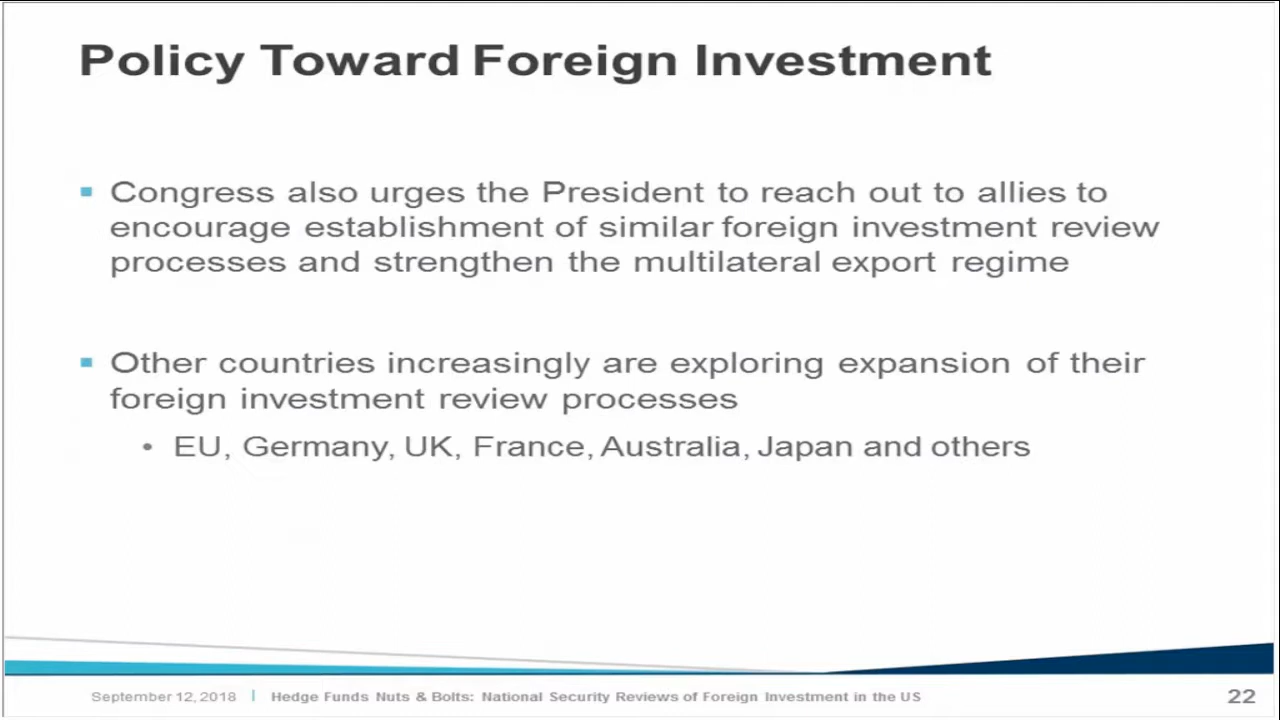 Policy Toward Foreign Investment
▪ Congress also urges the President to reach out to allies to
encourage establishment of similar foreign investment review
processes and strengthen the multilateral export regime
▪ Other countries increasingly are exploring expansion of their
foreign investment review processes
• EU, Germany, UK, France, Australia, Japan and others
September 12, 2018 | Hedge Funds Nuts & Bolts: National Security Reviews of Foreign Investment in the US 22